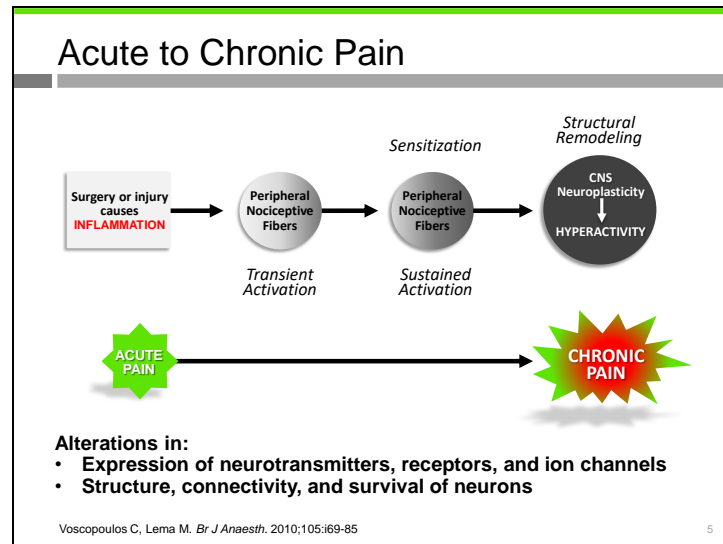 Acute to Chronic Pain
Structural
Remodeling
Sensitization
Surgery or injury
causes
INFLAMMATION
Peripheral
Nociceptive
Fibers
Peripheral
Nociceptive
Fibers
CNS
Neuroplasticity
HYPERACTIVITY
Transient
Activation
Sustained
Activation
ACUTE
PAIN
CHRONIC
PAIN
Alterations in:
• Expression of neurotransmitters, receptors, and ion channels
• Structure, connectivity, and survival of neurons
Voscopoulos C, Lema M. Br J Anaesth. 2010;105:i69-85
5